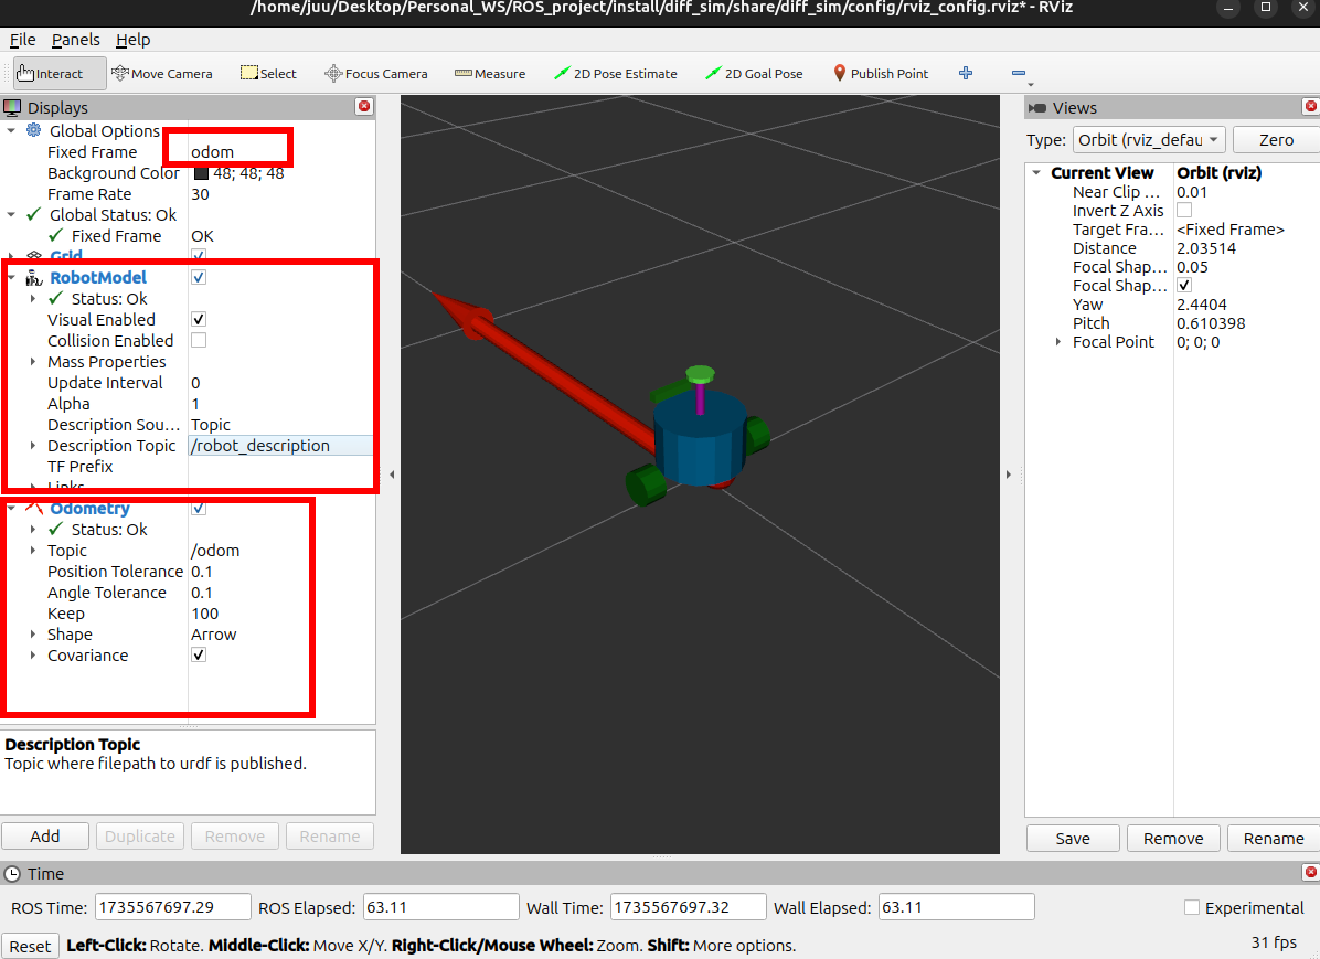 /home/juu/Desktop/Personal_WS/ROS_project/install/diff_sim/share/diff_sim/config/rviz_config.rviz* - RViz
File Panels Help
Interact Move Camera Select Focus Camera Measure 2D Pose Estimate 2D Goal Pose Publish Point
Displays
Global Options
Fixed Frame odom
Background Color 48; 48; 48
Frame Rate 30
Global Status: Ok
Fixed Frame OK
Grid
RobotModel
Status: Ok
Visual Enabled
Collision Enabled
Mass Properties
Update Interval 0
Alpha 1
Description Sou... Topic
Description Topic /robot_description
TF Prefix
Links
Odometry
Status: Ok
Topic /odom
Position Tolerance 0.1
Angle Tolerance 0.1
Keep 100
Shape Arrow
Covariance
Description Topic
Topic where filepath to urdf is published.
Add Duplicate Remove Rename
Views
Type: Orbit (rviz_defau Zero
Current View Orbit (rviz)
Near Clip ... 0.01
Invert Z Axis
Target Fra... <Fixed Frame>
Distance 2.03514
Focal Shap... 0.05
Focal Shap...
Yaw 2.4404
Pitch 0.610398
Focal Point 0; 0; 0
Save Remove Rename
Time
ROS Time: 1735567697.29 ROS Elapsed: 63.11 Wall Time: 1735567697.32 Wall Elapsed: 63.11 Experimental
Reset Left-Click: Rotate. Middle-Click: Move X/Y. Right-Click/Mouse Wheel: Zoom. Shift: More options. 31 fps